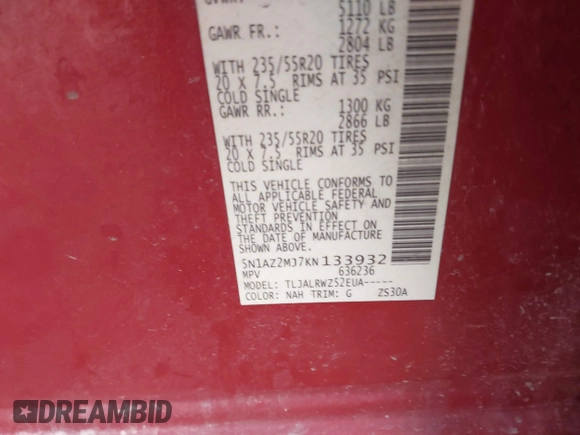 5110 LB
GAWR FR.: 1272 KG
2804 LB
WITH 235/55R20 TIRES
20 X 7.5 RIMS AT 35 PSI
COLD SINGLE
GAWR RR.: 1300 KG
2866 LB
WITH 235/55R20 TIRES
20 X 7.5 RIMS AT 35 PSI
COLD SINGLE
THIS VEHICLE CONFORMS TO
ALL APPLICABLE FEDERAL
MOTOR VEHICLE SAFETY AND
THEFT PREVENTION
STANDARDS IN EFFECT ON
THE DATE OF MANUFACTURE
SHOWN ABOVE.
5N1AZ2MJ7KN133932
MPV 636236
MODEL: TLJALRWZ52EUA-----
COLOR: NAH TRIM: G ZS30A
DREAMBID